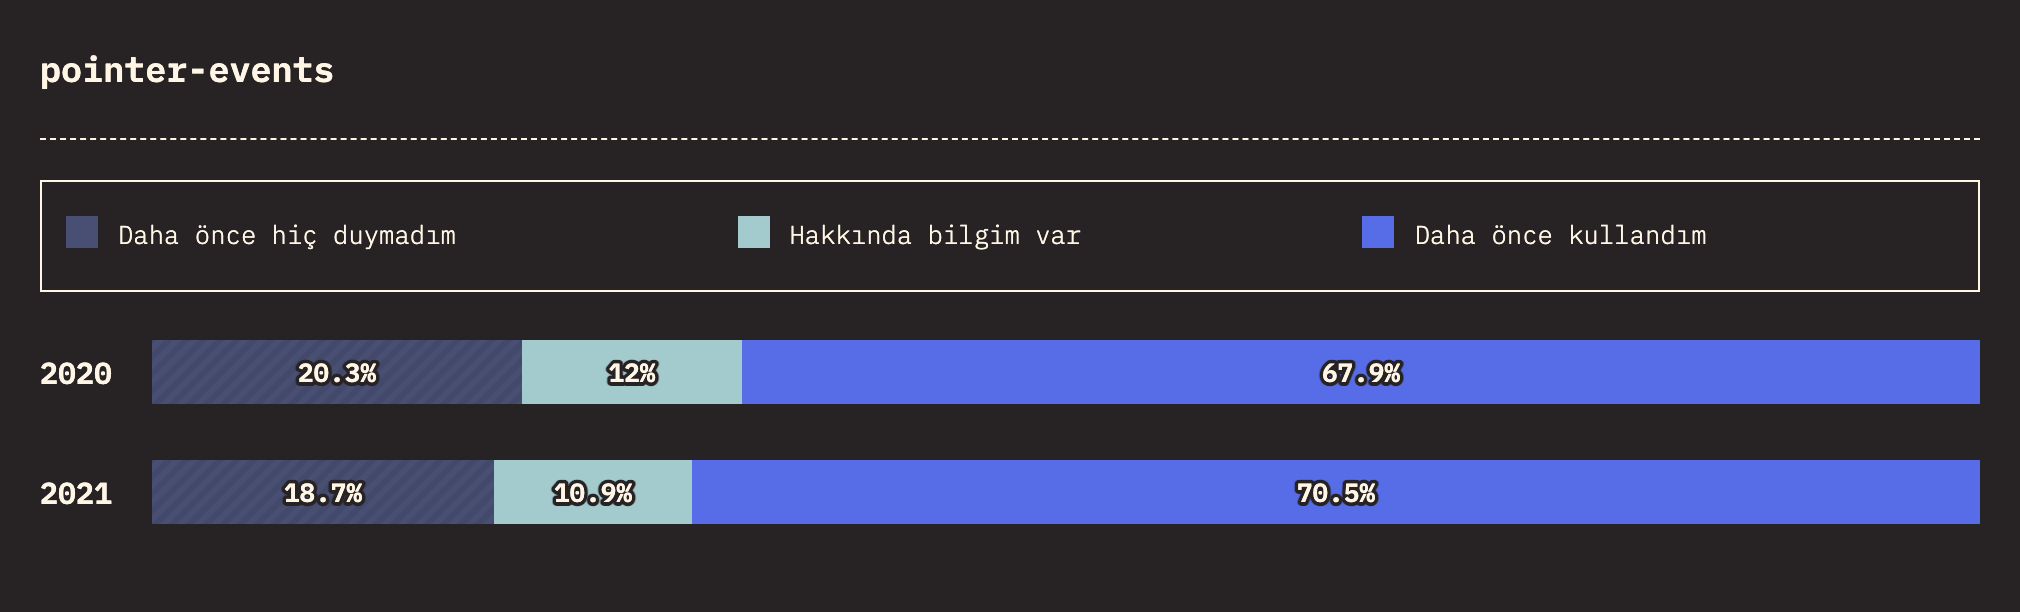 pointer-events
Daha önce hiç duymadım Hakkında bilgim var Daha önce kullandım
2020 20.3% 12% 67.9%
2021 18.7% 10.9% 70.5%